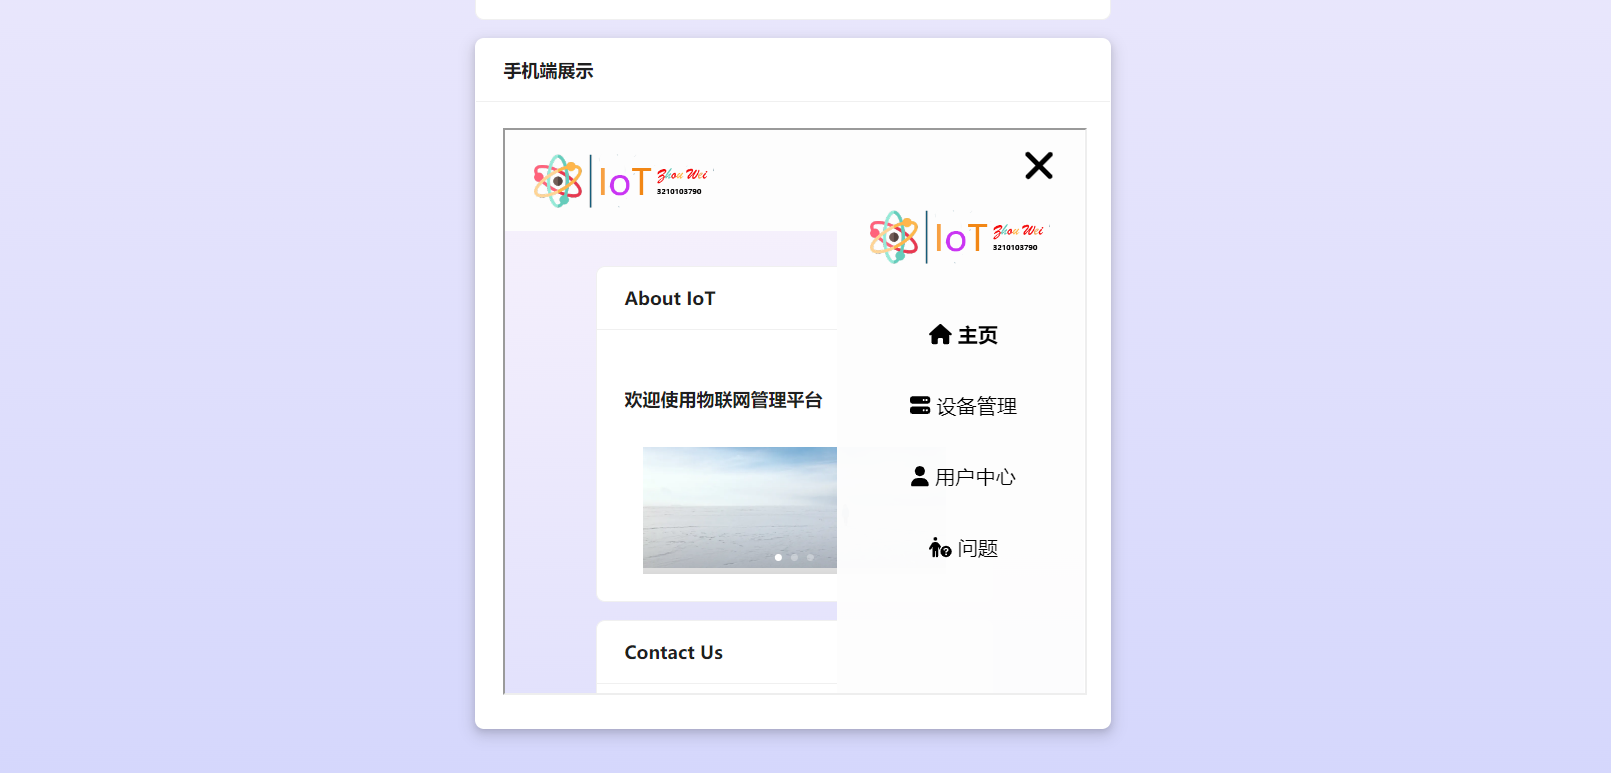 手机端展示
IoT Zhou Wei
3210103790
IoT Zhou Wei
3210103790
About IoT
主页
欢迎使用物联网管理平台
设备管理
用户中心
问题
Contact Us